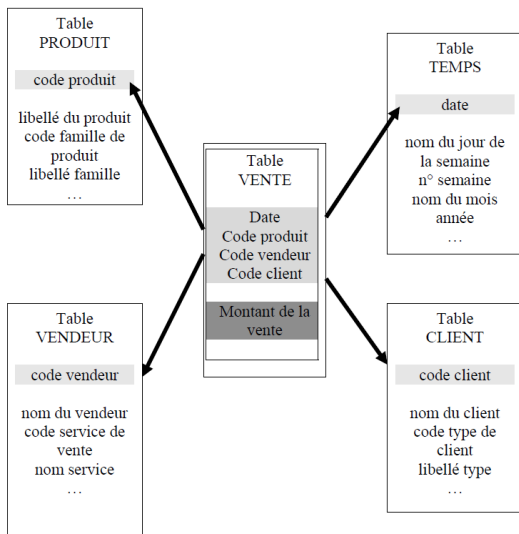 Table
PRODUIT
code produit
libellé du produit
code famille de
produit
libellé famille
…
Table
TEMPS
date
nom du jour de
la semaine
n° semaine
nom du mois
année
…
Table
VENTE
Date
Code produit
Code vendeur
Code client
Montant de la
vente
Table
VENDEUR
code vendeur
nom du vendeur
code service de
vente
nom service
…
Table
CLIENT
code client
nom du client
code type de
client
libellé type
…